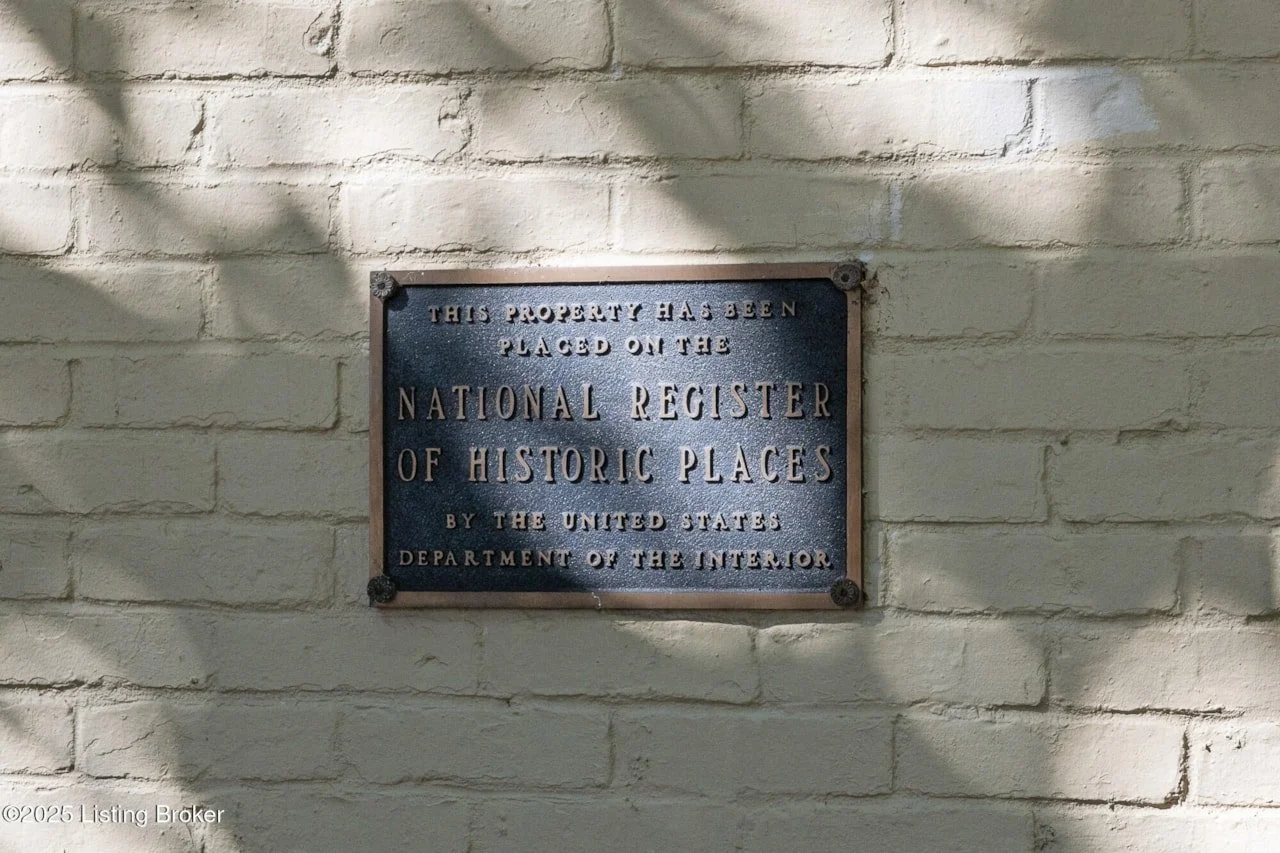 THIS PROPERTY HAS BEEN
PLACED ON THE
NATIONAL REGISTER
OF HISTORIC PLACES
BY THE UNITED STATES
DEPARTMENT OF THE INTERIOR
©2025 Listing Broker